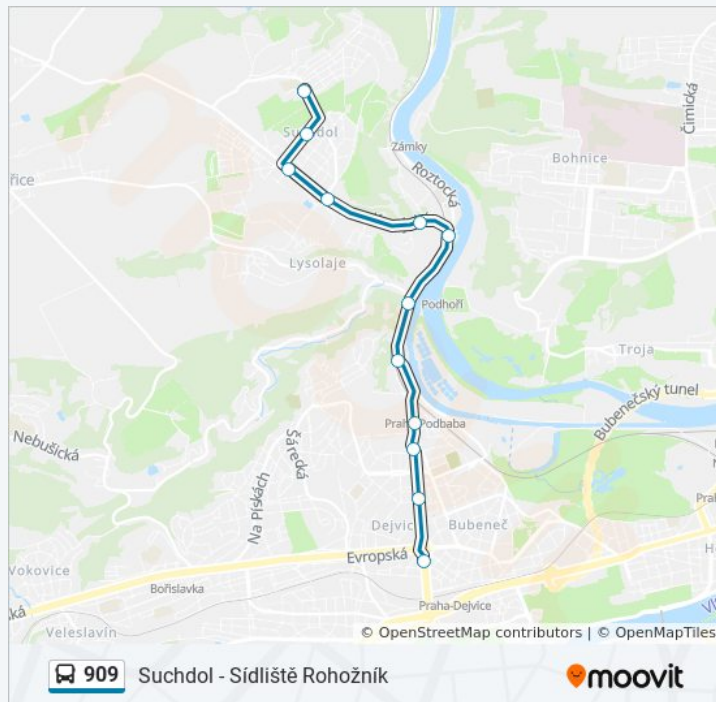 Čimická
Suchdol
Zámky
Bohnice
Roztocká
řice
Lysolaje
Podhoří
Troja
Bubenečský tunel
Nebušická
Šárecká
Praha-Podbaba
Na Pískách
Dejvice
Bubeneč
Evropská
Vokovice
Bořislavka
Praha-Dejvice
ská
Veleslavín
© OpenStreetMap contributors | © OpenMapTiles
909 Suchdol - Sídliště Rohožník
moovit